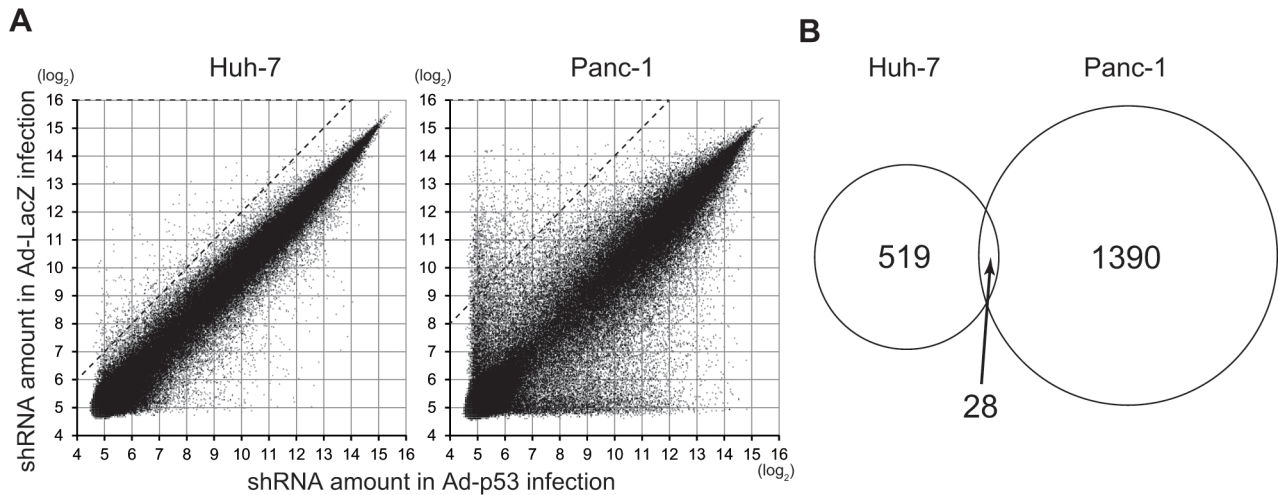 A
B
Huh-7
Panc-1
Huh-7
Panc-1
(log2)
(log2)
shRNA amount in Ad-LacZ infection
16
15
14
13
12
11
10
9
8
7
6
5
4
4 5 6 7 8 9 10 11 12 13 14 15 16
16
15
14
13
12
11
10
9
8
7
6
5
4
4 5 6 7 8 9 10 11 12 13 14 15 16
(log2)
shRNA amount in Ad-p53 infection
519
1390
28